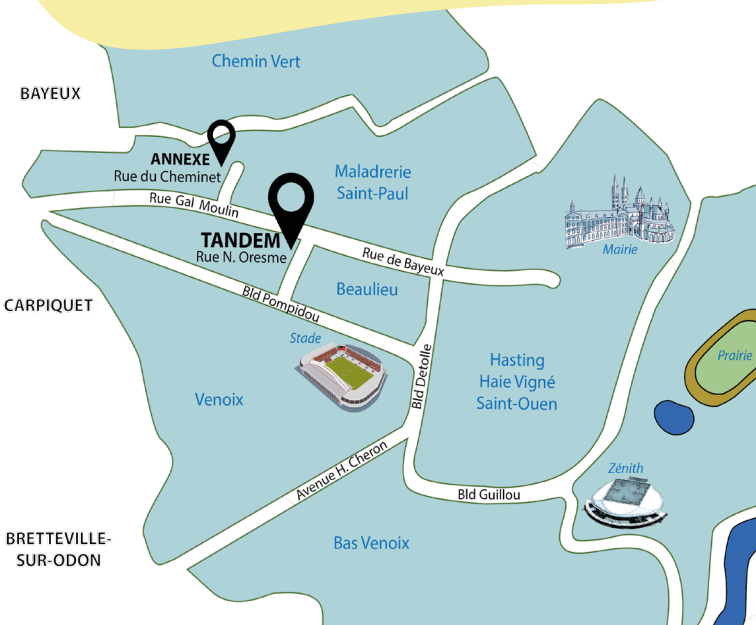 Chemin Vert
BAYEUX
ANNEXE
Rue du Cheminet
Maladrerie
Saint-Paul
Rue Gal Moulin
TANDEM
Rue N. Oresme
Mairie
Rue de Bayeux
Beaulieu
Bld Pompidou
CARPIQUET
Stade
Bld Detolle
Prairie
Hasting
Haie Vigné
Saint-Ouen
Venoix
Avenue H. Cheron
Zénith
Bld Guillou
BRETTEVILLE-
SUR-ODON
Bas Venoix